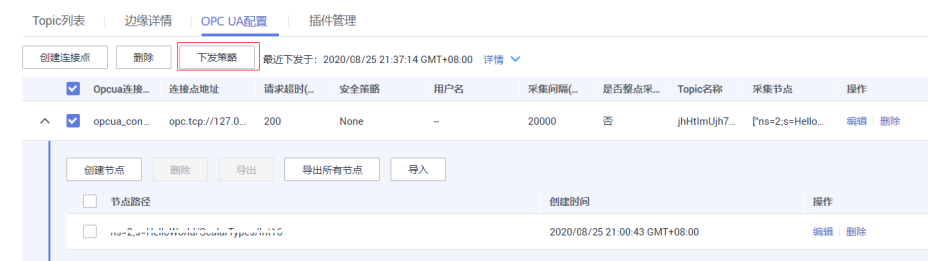 Topic列表 边缘详情 OPC UA配置 插件管理
创建连接点 删除 下发策略 最近下发于：2020/08/25 21:37:14 GMT+08:00 详情
Opcua连接... 连接点地址 请求超时(... 安全策略 用户名 采集间隔(... 是否整点采... Topic名称 采集节点 操作
opcua_con... opc.tcp://127.0... 200 None -- 20000 否 jhHtImUjh7... ["ns=2;s=Hello... 编辑 删除
创建节点 删除 导出 导出所有节点 导入
节点路径 创建时间 操作
ns=2;s=HelloWorld/ScalarTypes/Int16 2020/08/25 21:00:43 GMT+08:00 编辑 删除